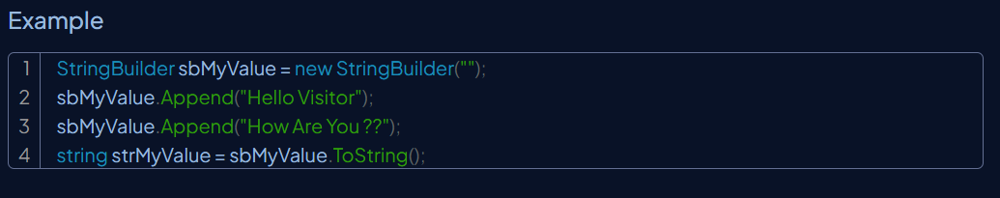 Example
1 StringBuilder sbMyValue = new StringBuilder("");
2 sbMyValue.Append("Hello Visitor");
3 sbMyValue.Append("How Are You ??");
4 string strMyValue = sbMyValue.ToString();